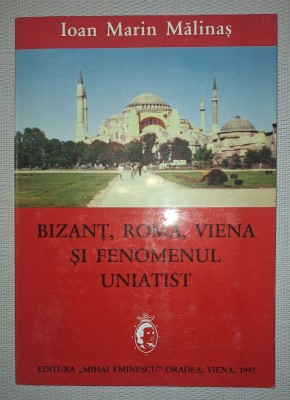 Ioan Marin Mălinaș
BIZANȚ, ROMA, VIENA
ȘI FENOMENUL
UNIATIST
EDITURA „MIHAI EMINESCU” ORADEA, VIENA, 1997